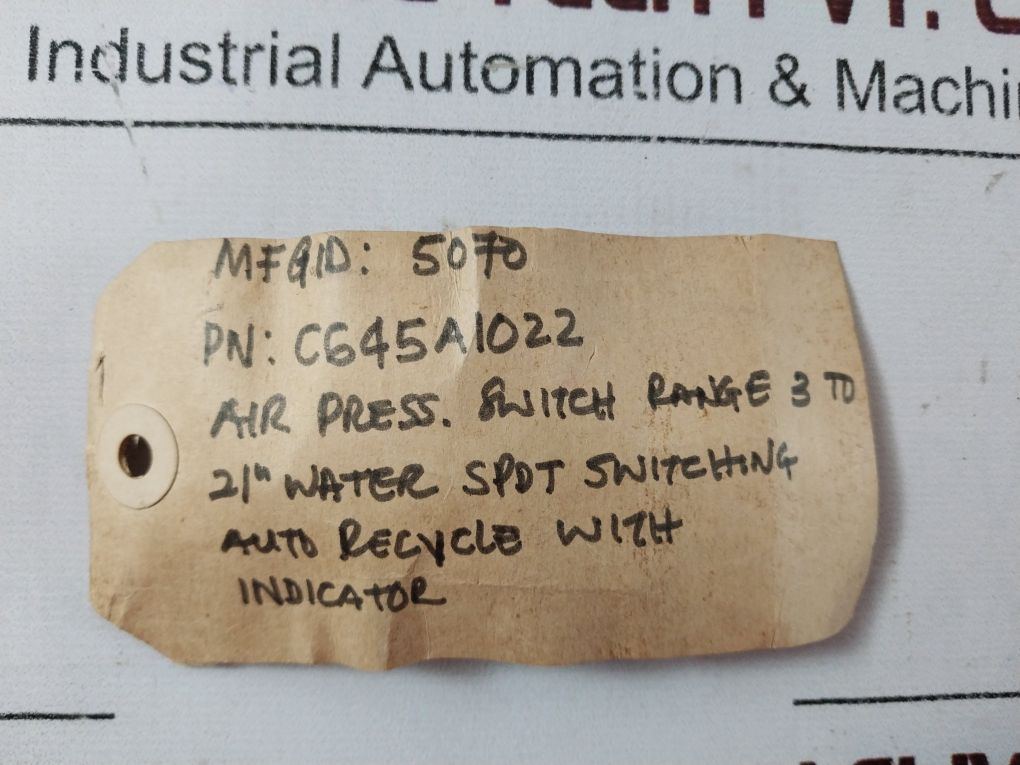 PVT.
Industrial Automation &
MFGID: 5070
PN: C645A1022
AIR PRESS. SWITCH RANGE 3 TO
21" WATER SPDT SWITCHING
AUTO RECYCLE WITH
INDICATOR